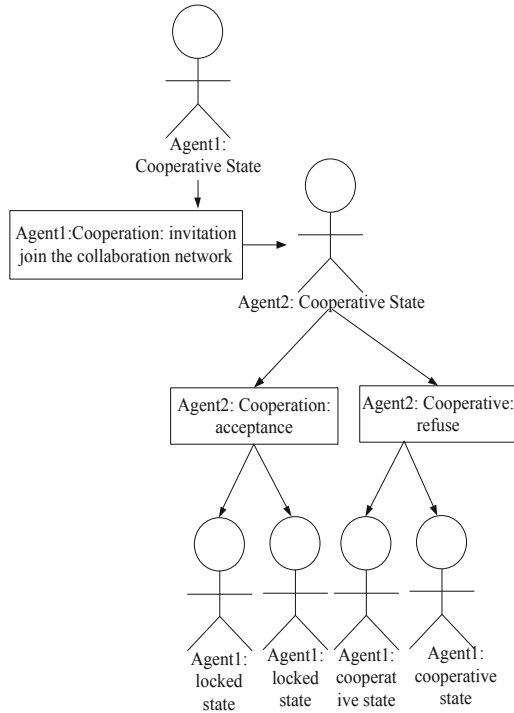 Agent1:
Cooperative State
Agent1:Cooperation: invitation
join the collaboration network
Agent2: Cooperative State
Agent2: Cooperation:
acceptance
Agent2: Cooperative:
refuse
Agent1:
locked
state
Agent1:
locked
state
Agent1:
cooperat
ive state
Agent1:
cooperative
state